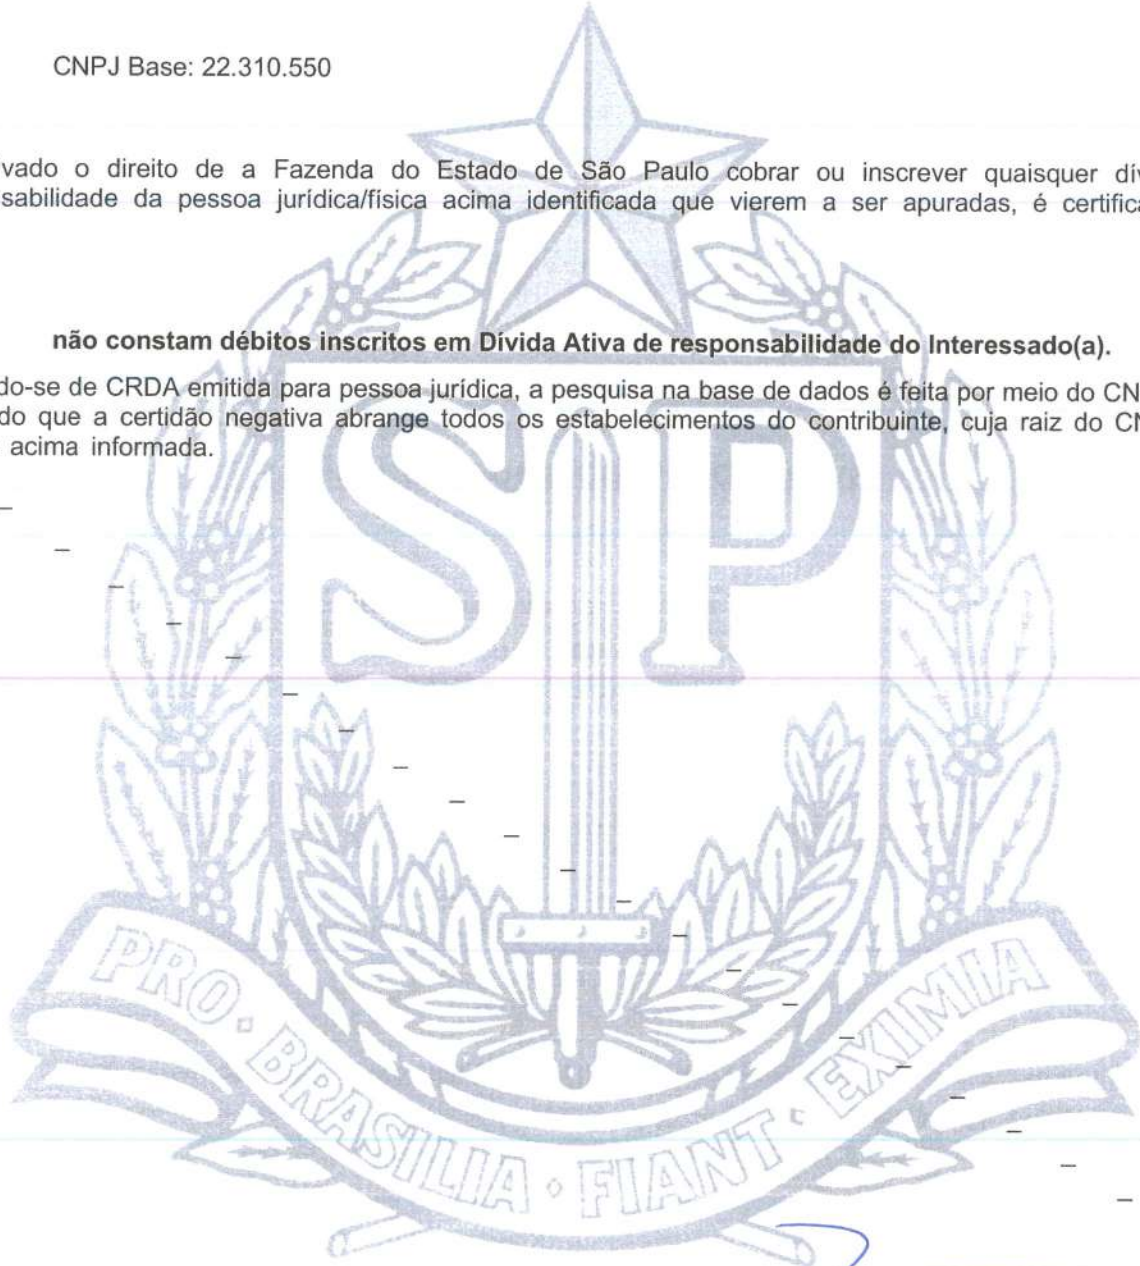 CNPJ Base: 22.310.550
vado o direito de a Fazenda do Estado de São Paulo cobrar ou inscrever quaisquer dív
sabilidade da pessoa jurídica/física acima identificada que vierem a ser apuradas, é certifica
não constam débitos inscritos em Dívida Ativa de responsabilidade do Interessado(a).
do-se de CRDA emitida para pessoa jurídica, a pesquisa na base de dados é feita por meio do CN
do que a certidão negativa abrange todos os estabelecimentos do contribuinte, cuja raiz do CN
acima informada.
SP
PRO · BRASILIA · FIANT · EXIMIA